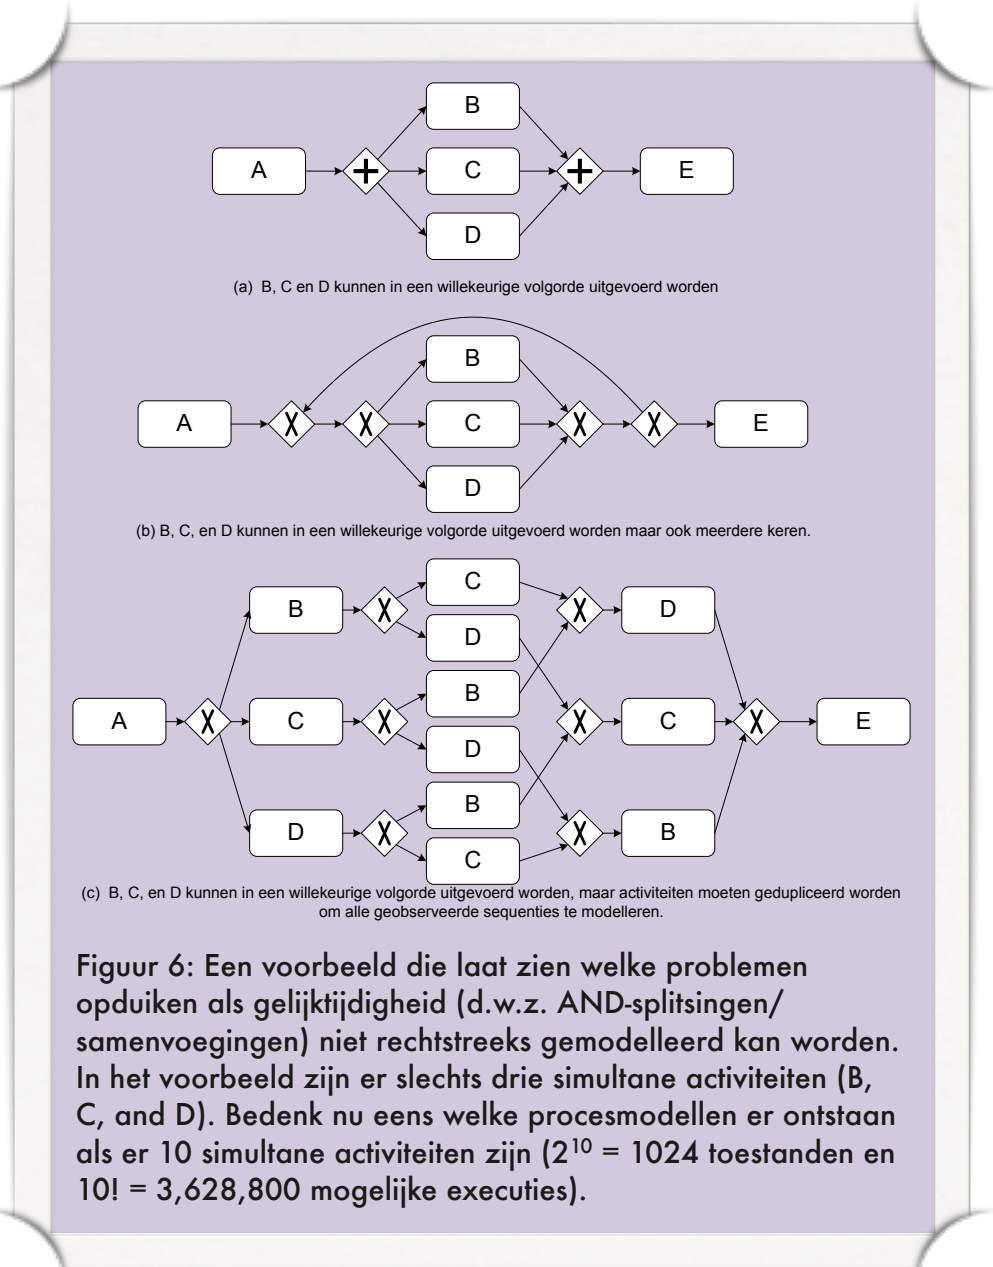 B
A
C
E
D
(a) B, C en D kunnen in een willekeurige volgorde uitgevoerd worden
B
A
X
X
C
X
X
E
D
(b) B, C, en D kunnen in een willekeurige volgorde uitgevoerd worden maar ook meerdere keren.
C
B
X
X
D
D
B
A
X
C
X
X
C
X
E
D
B
D
X
X
B
C
(c) B, C, en D kunnen in een willekeurige volgorde uitgevoerd worden, maar activiteiten moeten gedupliceerd worden
om alle geobserveerde sequenties te modelleren.
Figuur 6: Een voorbeeld die laat zien welke problemen
opduiken als gelijktijdigheid (d.w.z. AND-splitsingen/
samenvoegingen) niet rechtstreeks gemodelleerd kan worden.
In het voorbeeld zijn er slechts drie simultane activiteiten (B,
C, and D). Bedenk nu eens welke procesmodellen er ontstaan
als er 10 simultane activiteiten zijn (2¹⁰ = 1024 toestanden en
10! = 3,628,800 mogelijke executies).